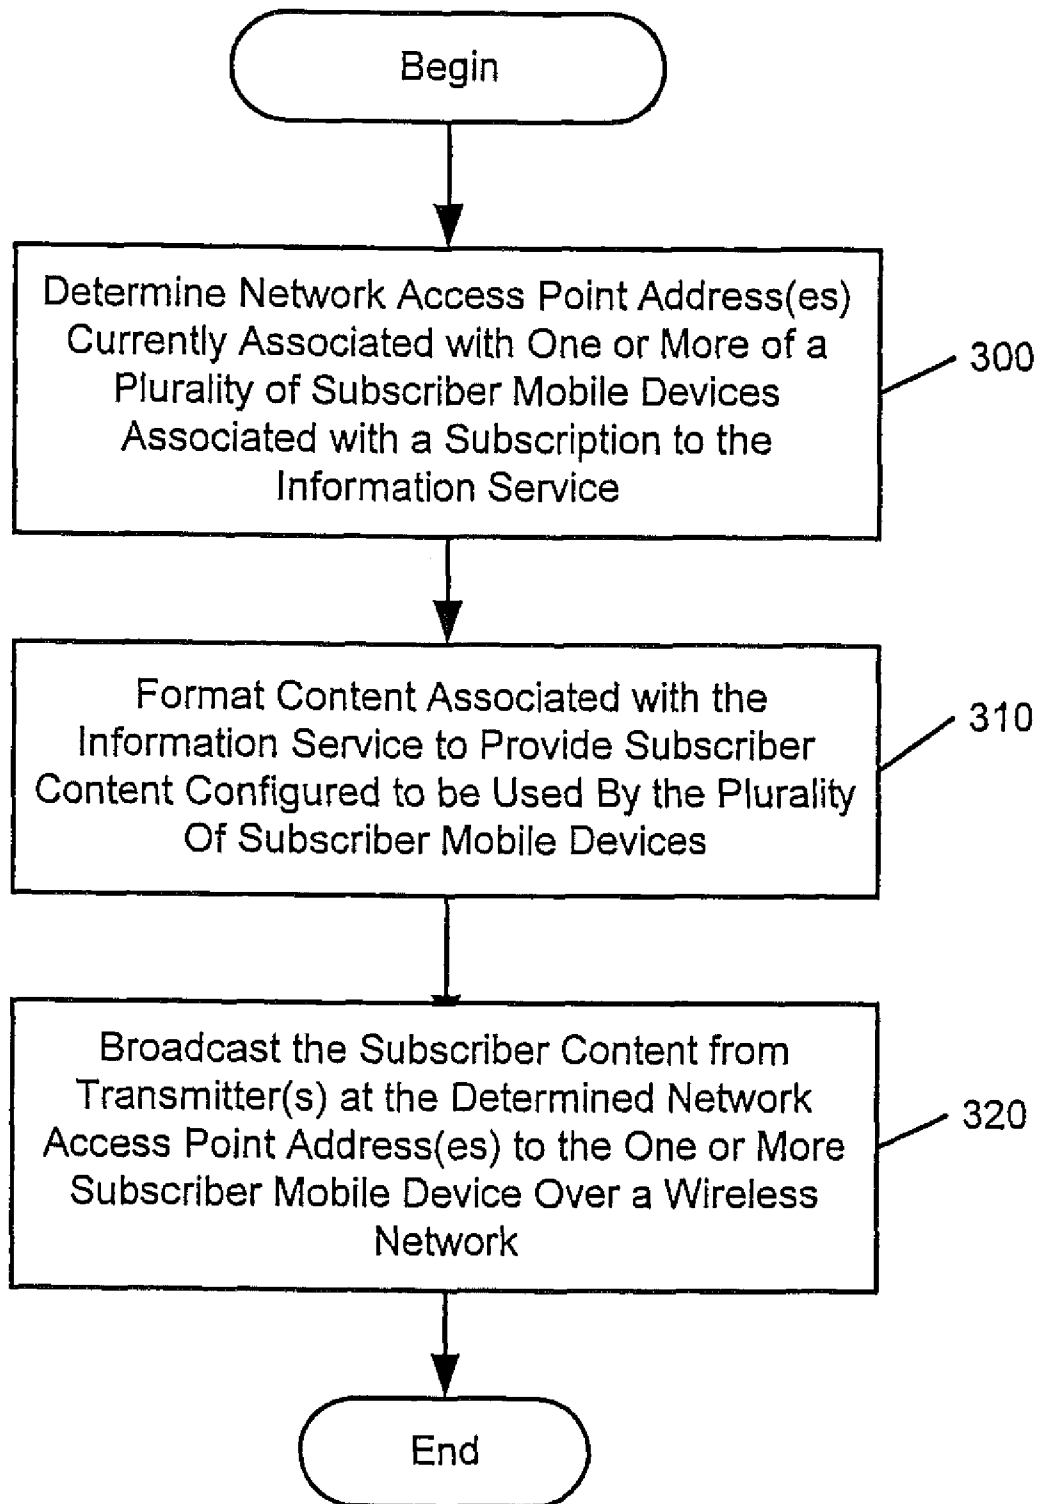 Begin
Determine Network Access Point Address(es)
Currently Associated with One or More of a
Plurality of Subscriber Mobile Devices
Associated with a Subscription to the
Information Service
300
Format Content Associated with the
Information Service to Provide Subscriber
Content Configured to be Used By the Plurality
Of Subscriber Mobile Devices
310
Broadcast the Subscriber Content from
Transmitter(s) at the Determined Network
Access Point Address(es) to the One or More
Subscriber Mobile Device Over a Wireless
Network
320
End